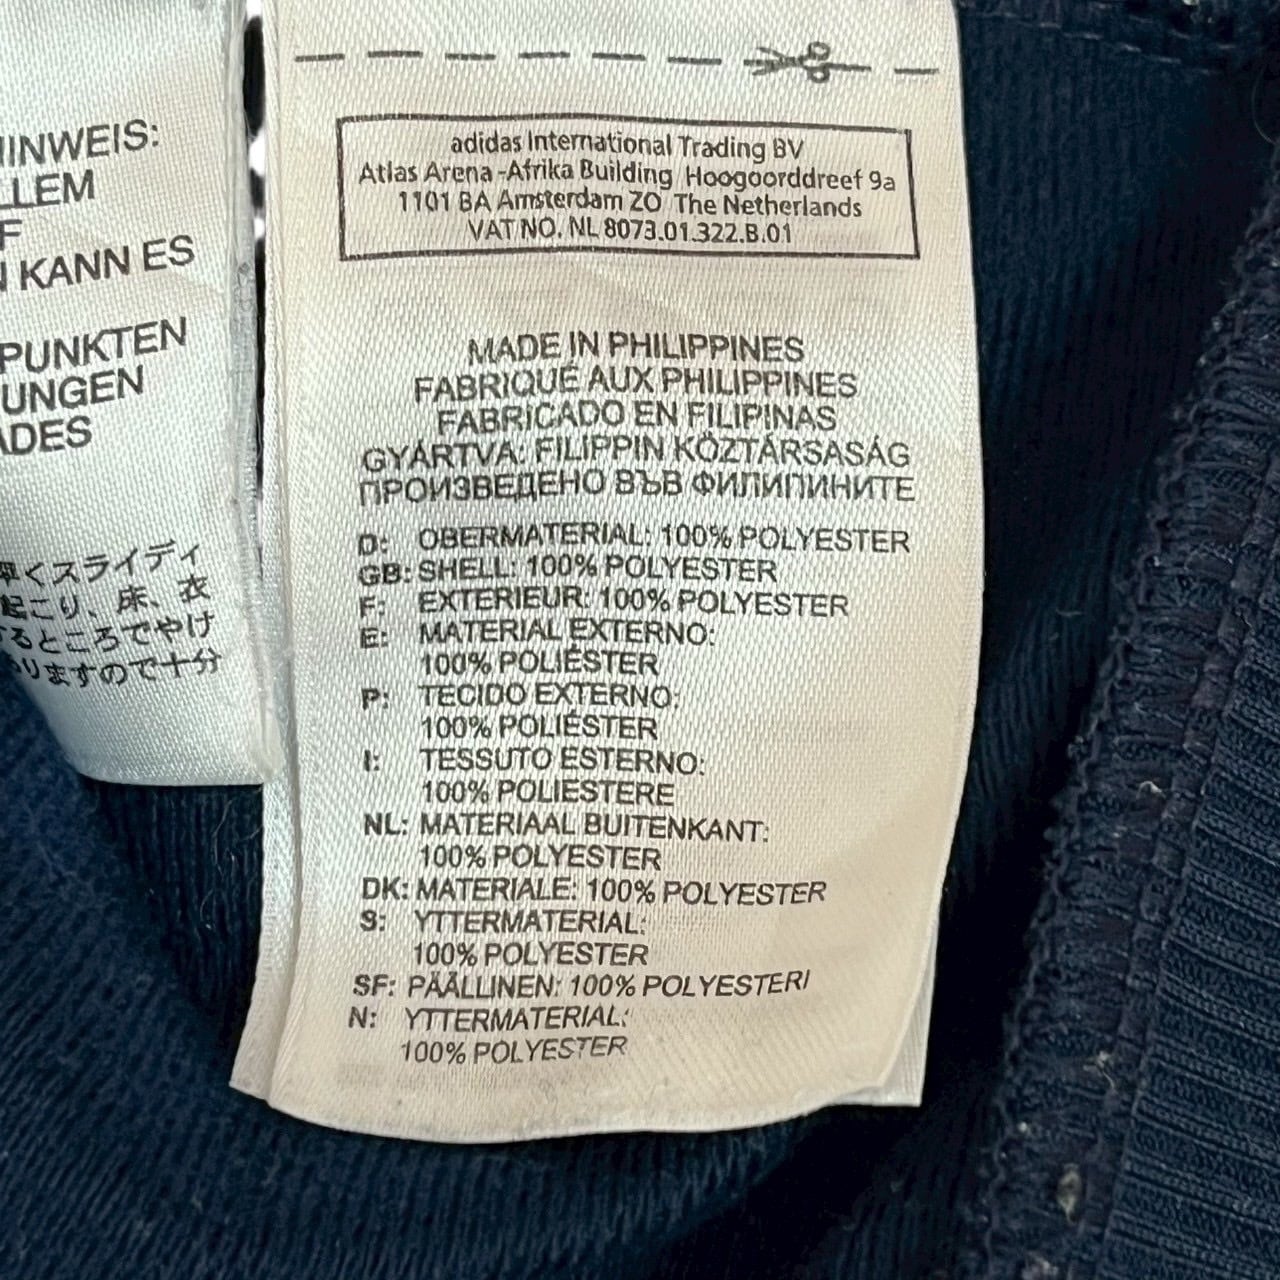 HINWEIS:
ALLEM
KANN ES
PUNKTEN
UNGEN
ADES
くスライディ
起こり、床、衣
するところでやけ
りますので十分
adidas International Trading BV
Atlas Arena -Afrika Building Hoogoorddreef 9a
1101 BA Amsterdam ZO The Netherlands
VAT NO. NL 8073.01.322.B.01
MADE IN PHILIPPINES
FABRIQUÉ AUX PHILIPPINES
FABRICADO EN FILIPINAS
GYÁRTVA: FILIPPIN KÖZTÁRSASÁG
ПРОИЗВЕДЕНО ВЪВ ФИЛИПИНИТЕ
D: OBERMATERIAL: 100% POLYESTER
GB: SHELL: 100% POLYESTER
F: EXTERIEUR: 100% POLYESTER
E: MATERIAL EXTERNO:
100% POLIÉSTER
P: TECIDO EXTERNO:
100% POLIÉSTER
I: TESSUTO ESTERNO:
100% POLIESTERE
NL: MATERIAAL BUITENKANT:
100% POLYESTER
DK: MATERIALE: 100% POLYESTER
S: YTTERMATERIAL:
100% POLYESTER
SF: PÄÄLLINEN: 100% POLYESTERI
N: YTTERMATERIAL:
100% POLYESTER